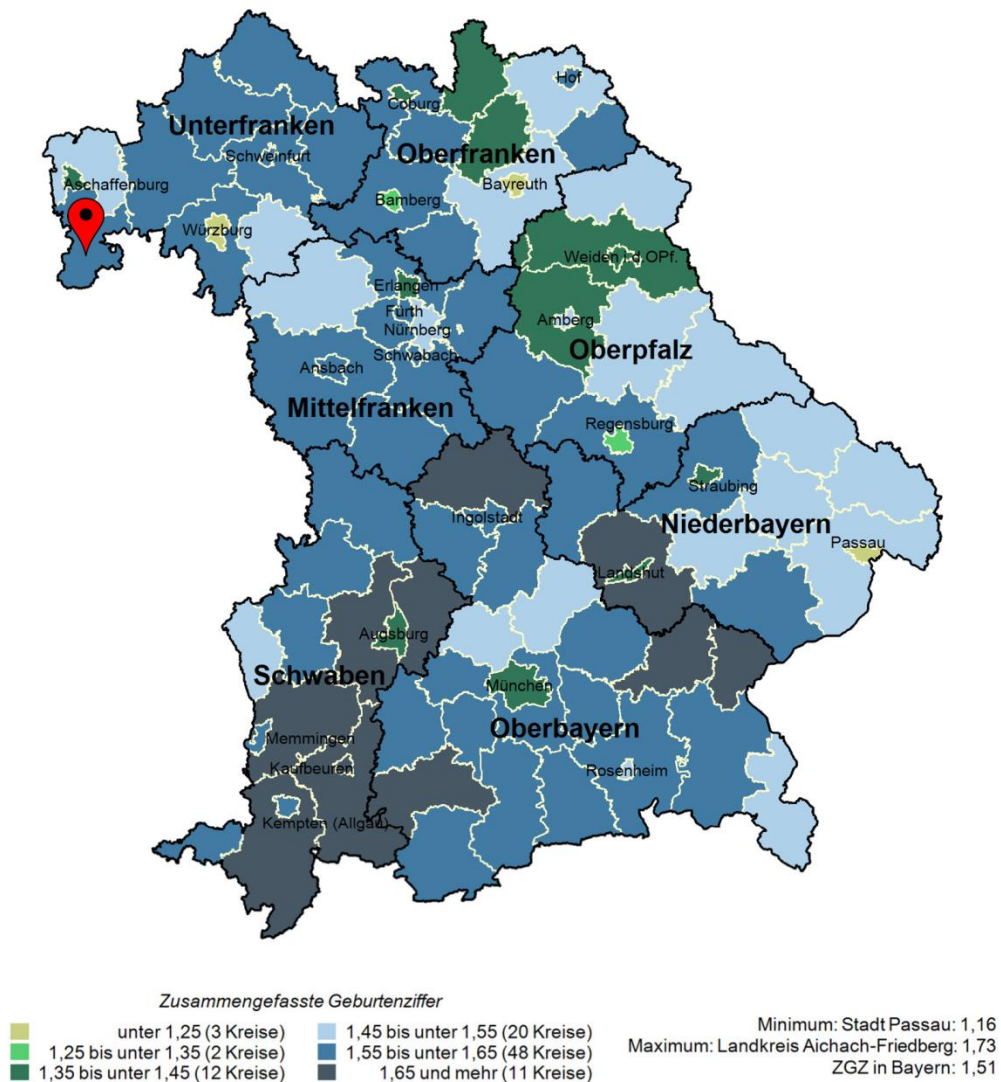 Hof
Coburg
Unterfranken
Schweinfurt
Oberfranken
Aschaffenburg
Bayreuth
Bamberg
Würzburg
Weiden i.d.OPf.
Erlangen
Fürth
Nürnberg
Amberg
Schwabach
Oberpfalz
Ansbach
Mittelfranken
Regensburg
Straubing
Ingolstadt
Niederbayern
Passau
Landshut
Augsburg
Schwaben
München
Oberbayern
Memmingen
Kaufbeuren
Rosenheim
Kempten (Allgäu)
Zusammengefasste Geburtenziffer
unter 1,25 (3 Kreise)
1,25 bis unter 1,35 (2 Kreise)
1,35 bis unter 1,45 (12 Kreise)
1,45 bis unter 1,55 (20 Kreise)
1,55 bis unter 1,65 (48 Kreise)
1,65 und mehr (11 Kreise)
Minimum: Stadt Passau: 1,16
Maximum: Landkreis Aichach-Friedberg: 1,73
ZGZ in Bayern: 1,51